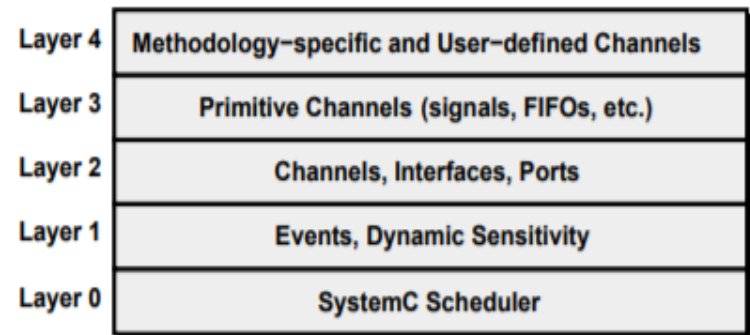 Layer 4 Methodology−specific and User−defined Channels
Layer 3 Primitive Channels (signals, FIFOs, etc.)
Layer 2 Channels, Interfaces, Ports
Layer 1 Events, Dynamic Sensitivity
Layer 0 SystemC Scheduler